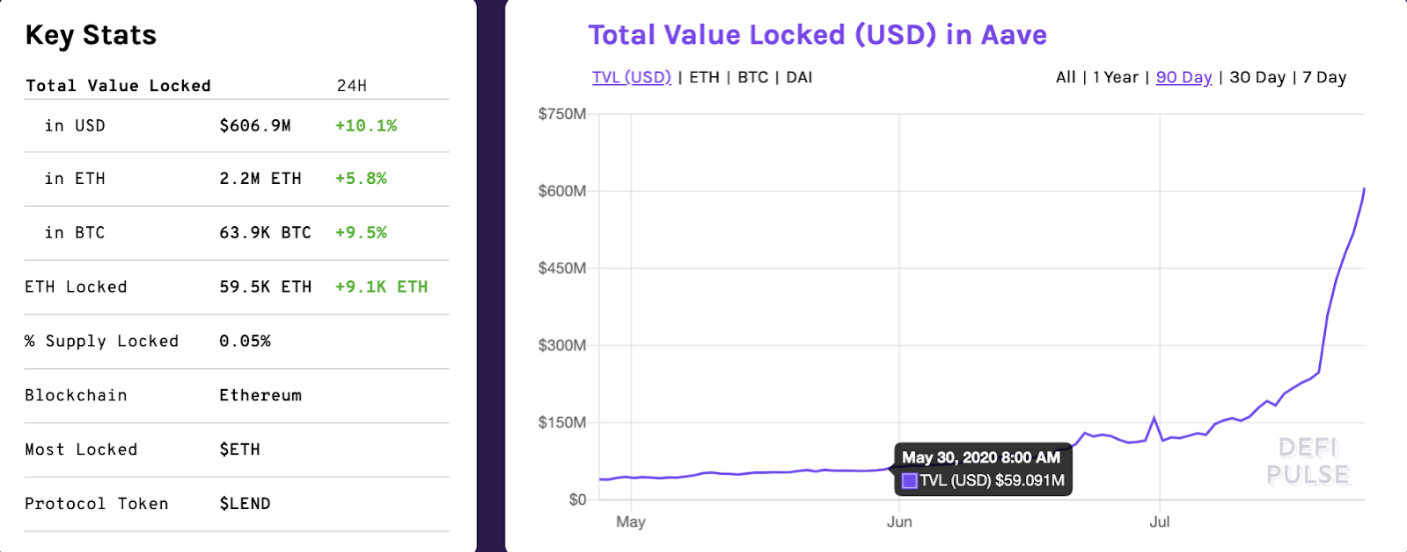 Key Stats
Total Value Locked 24H
in USD $606.9M +10.1%
in ETH 2.2M ETH +5.8%
in BTC 63.9K BTC +9.5%
ETH Locked 59.5K ETH +9.1K ETH
% Supply Locked 0.05%
Blockchain Ethereum
Most Locked $ETH
Protocol Token $LEND
Total Value Locked (USD) in Aave
TVL (USD) | ETH | BTC | DAI
All | 1 Year | 90 Day | 30 Day | 7 Day
$750M
$600M
$450M
$300M
$150M
$0
May 30, 2020 8:00 AM
TVL (USD) $59.091M
DEFI
PULSE
May Jun Jul